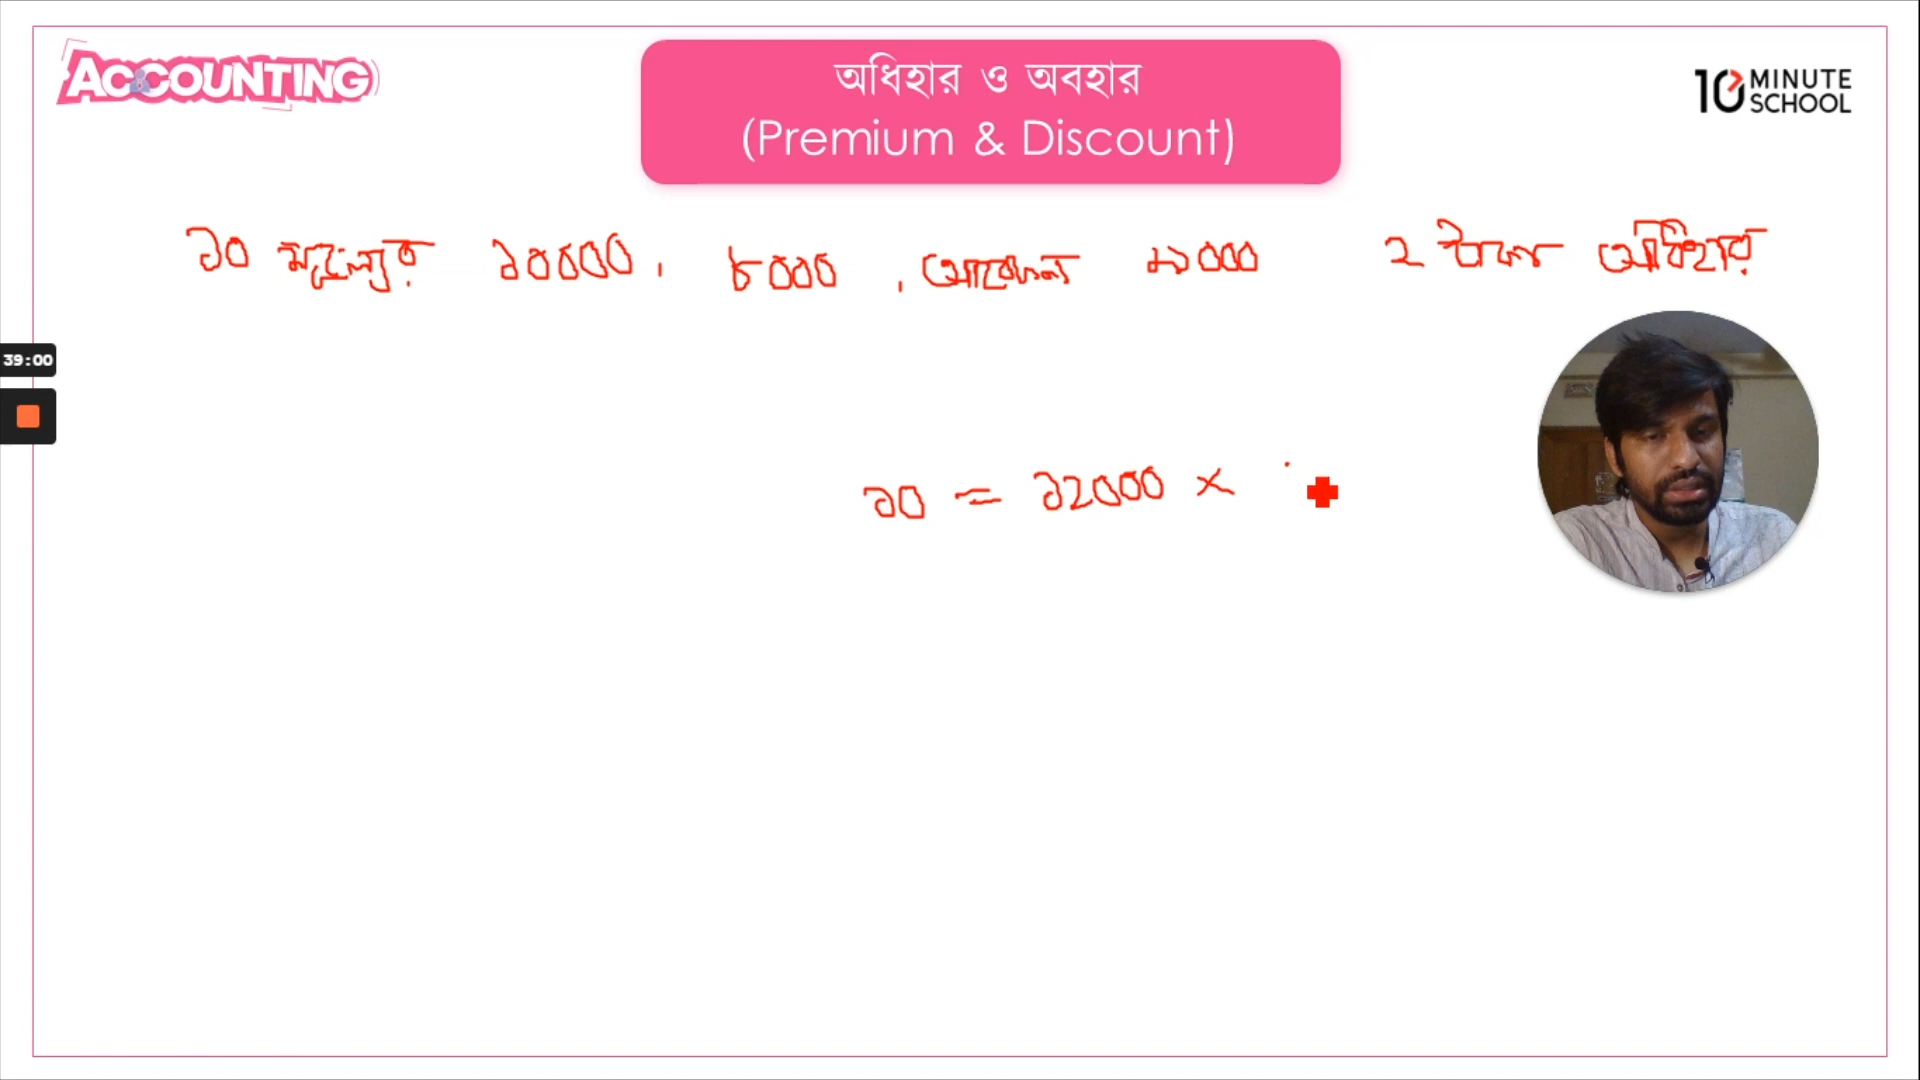 ACCOUNTING
অধিহার ও অবহার
(Premium & Discount)
10 MINUTE SCHOOL
১০ মূল্যের ১০০০০, ৮০০০, আবেদন ৯০০০ ২ টাকা অধিহার
39:00
১০ = ১২০০০ ×